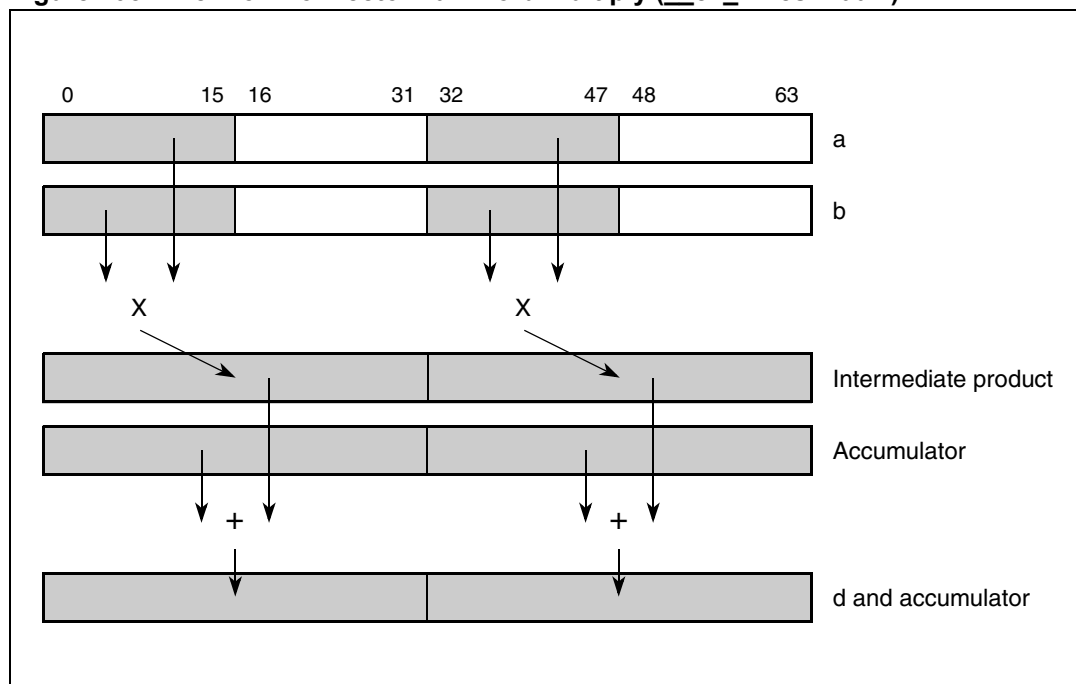 0 15 16 31 32 47 48 63
a
b
X X
Intermediate product
Accumulator
+ +
d and accumulator